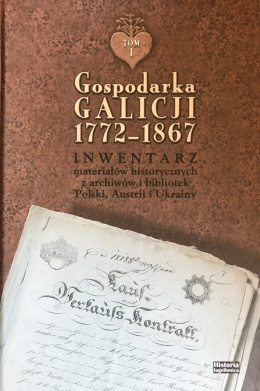 TOM
I
Gospodarka
GALICJI
1772–1867
INWENTARZ
materiałów historycznych
z archiwów i bibliotek
Polski, Austrii i Ukrainy
Kauf-
Verkaufs Kontrakt,
Historia
Iagellonica